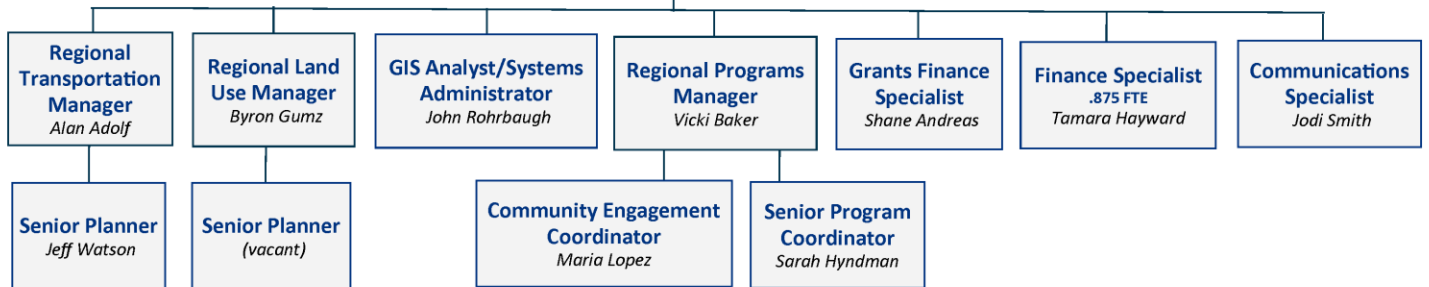 Regional
Transportation
Manager
Alan Adolf
Regional Land
Use Manager
Byron Gumz
GIS Analyst/Systems
Administrator
John Rohrbaugh
Regional Programs
Manager
Vicki Baker
Grants Finance
Specialist
Shane Andreas
Finance Specialist
.875 FTE
Tamara Hayward
Communications
Specialist
Jodi Smith
Senior Planner
Jeff Watson
Senior Planner
(vacant)
Community Engagement
Coordinator
Maria Lopez
Senior Program
Coordinator
Sarah Hyndman